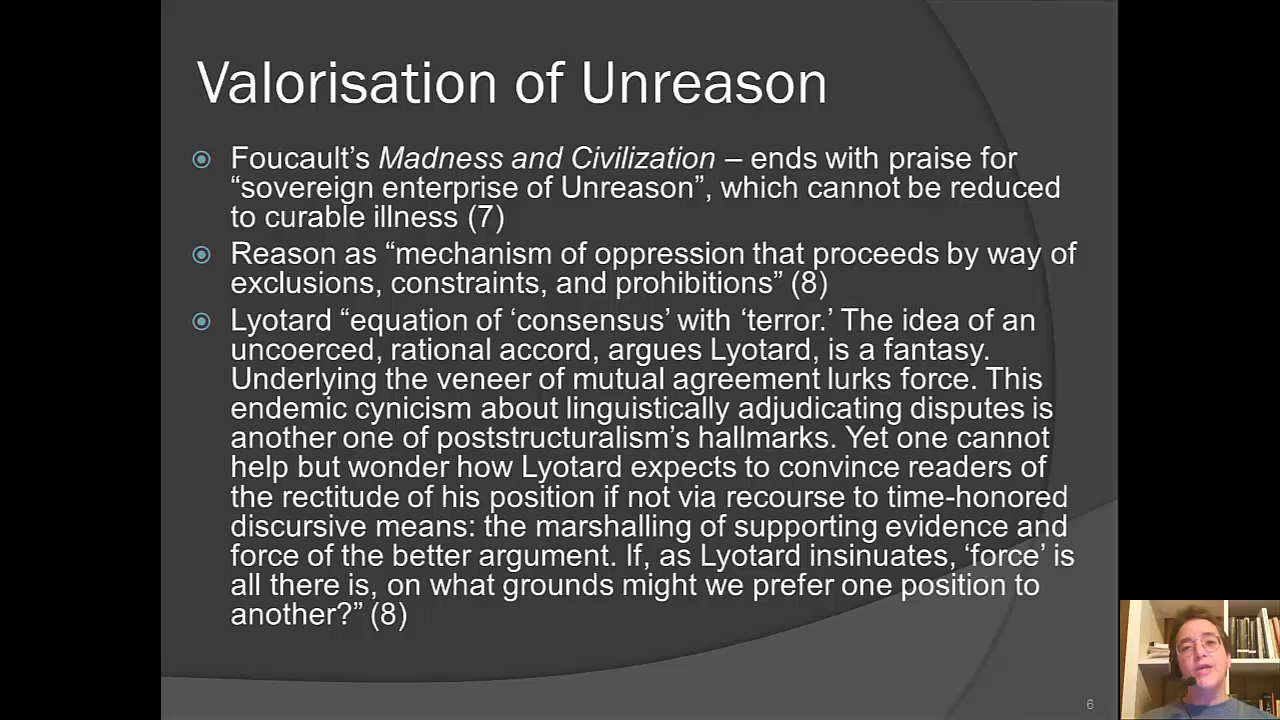 Valorisation of Unreason
Foucault’s Madness and Civilization – ends with praise for
“sovereign enterprise of Unreason”, which cannot be reduced
to curable illness (7)
Reason as “mechanism of oppression that proceeds by way of
exclusions, constraints, and prohibitions” (8)
Lyotard “equation of ‘consensus’ with ‘terror.’ The idea of an
uncoerced, rational accord, argues Lyotard, is a fantasy.
Underlying the veneer of mutual agreement lurks force. This
endemic cynicism about linguistically adjudicating disputes is
another one of poststructuralism’s hallmarks. Yet one cannot
help but wonder how Lyotard expects to convince readers of
the rectitude of his position if not via recourse to time-honored
discursive means: the marshalling of supporting evidence and
force of the better argument. If, as Lyotard insinuates, ‘force’ is
all there is, on what grounds might we prefer one position to
another?” (8)
6